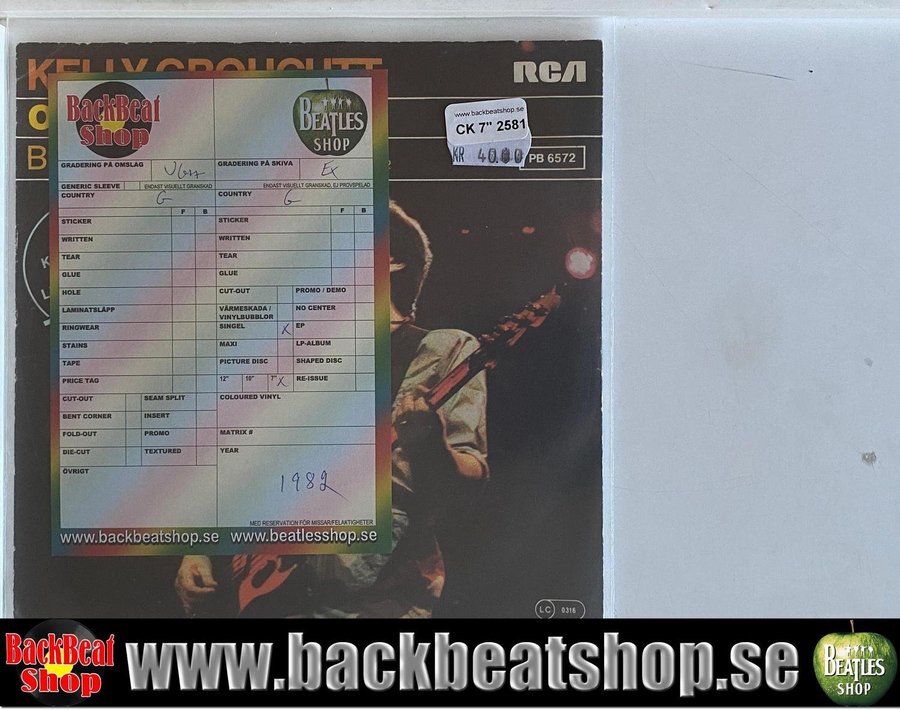 KELLY GROUCUTT
RCA
www.backbeatshop.se
CK 7" 2581
KR 40.00
PB 6572
BackBeat
Shop
BEATLES
SHOP
GRADERING PÅ OMSLAG
VG++
GRADERING PÅ SKIVA
EX
GENERIC SLEEVE
ENDAST VISUELLT GRANSKAD
ENDAST VISUELLT GRANSKAD, EJ PROVSPELAD
COUNTRY
G
COUNTRY
G
F B
F B
STICKER
STICKER
WRITTEN
WRITTEN
TEAR
TEAR
GLUE
GLUE
HOLE
CUT-OUT
PROMO / DEMO
LAMINATSLÄPP
VÄRMESKADA /
VINYLBUBBLOR
NO CENTER
RINGWEAR
SINGEL X
EP
STAINS
MAXI
LP-ALBUM
TAPE
PICTURE DISC
SHAPED DISC
PRICE TAG
12" 10" 7" X
RE-ISSUE
CUT-OUT
SEAM SPLIT
COLOURED VINYL
BENT CORNER
INSERT
FOLD-OUT
PROMO
MATRIX #
DIE-CUT
TEXTURED
YEAR
ÖVRIGT
1982
MED RESERVATION FÖR MISSAR/FELAKTIGHETER
www.backbeatshop.se www.beatlesshop.se
LC 0316
BackBeat
Shop
www.backbeatshop.se
BEATLES
SHOP